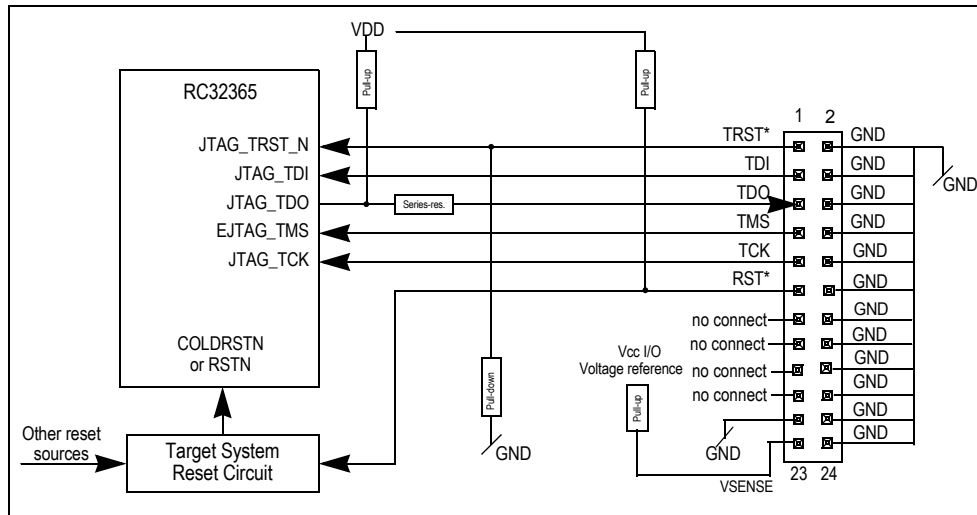 VDD
Pull-up
Pull-up
RC32365
1 2
JTAG_TRST_N
TRST*
GND
JTAG_TDI
TDI
GND
GND
JTAG_TDO
Series-res.
TDO
GND
EJTAG_TMS
TMS
GND
JTAG_TCK
TCK
GND
RST*
GND
no connect
GND
no connect
GND
COLDRSTN
or RSTN
Vcc I/O
Voltage reference
no connect
GND
Pull-down
Pull-up
no connect
GND
GND
GND
Other reset
sources
Target System
Reset Circuit
GND
GND
VSENSE
23 24